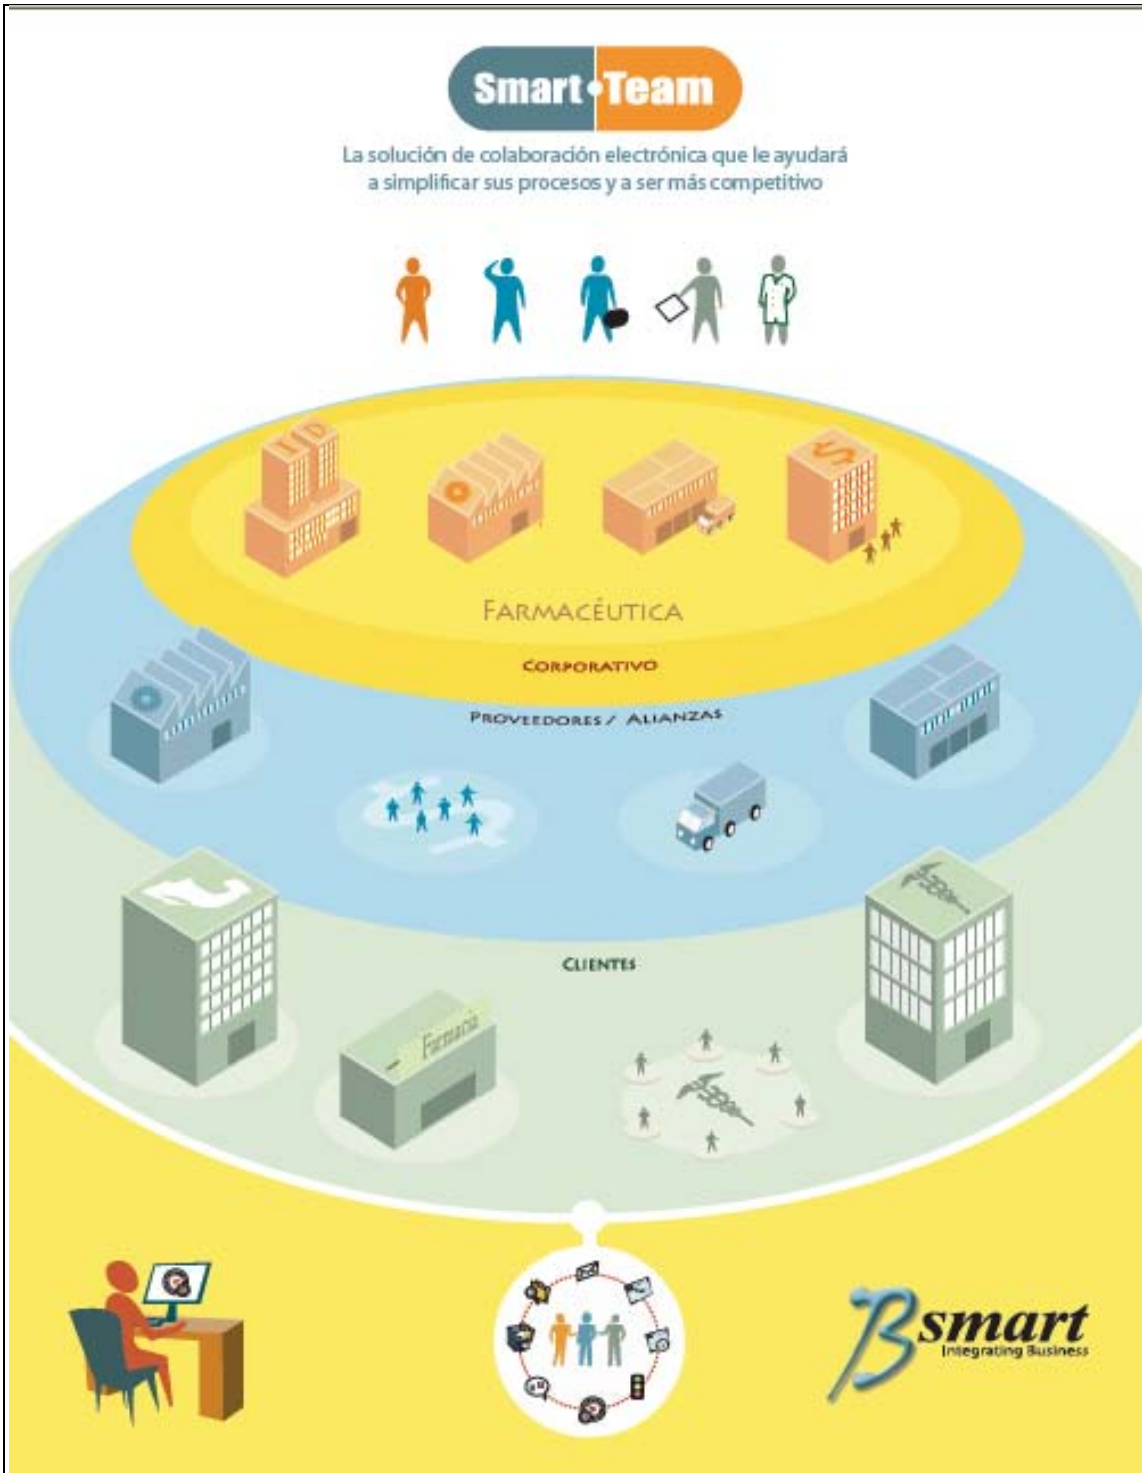 Smart•Team
La solución de colaboración electrónica que le ayudará
a simplificar sus procesos y a ser más competitivo
I D
$
FARMACÉUTICA
CORPORATIVO
PROVEEDORES / ALIANZAS
CLIENTES
Farmacia
Bsmart
Integrating Business